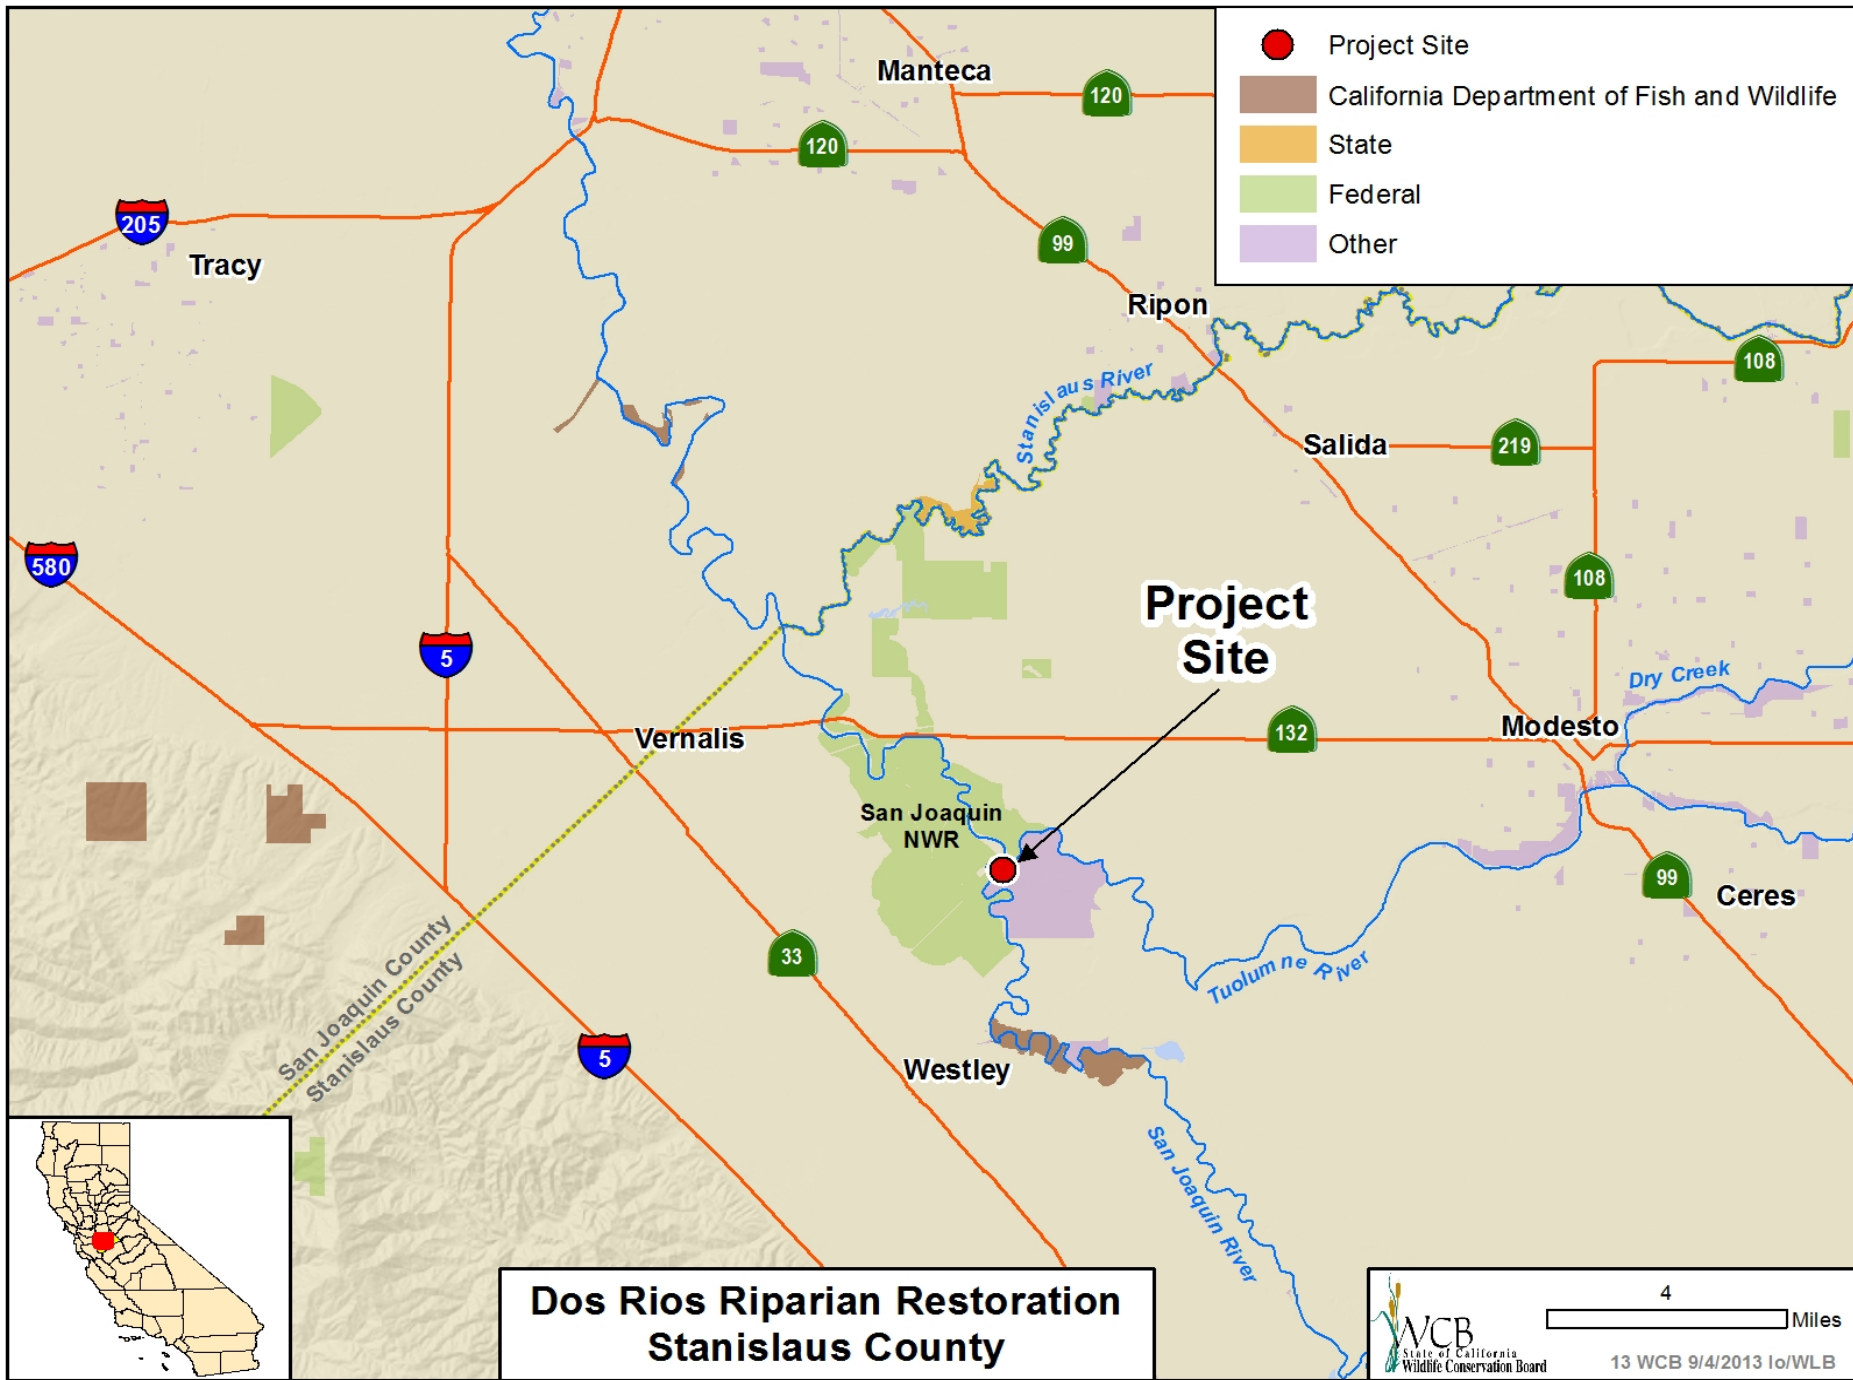 Project Site
California Department of Fish and Wildlife
State
Federal
Other
Manteca
120
120
205
Tracy
99
Ripon
108
Stanislaus River
Salida
219
580
108
5
Project
Site
Dry Creek
Modesto
132
Vernalis
San Joaquin
NWR
99
Ceres
33
San Joaquin County
Stanislaus County
Tuolumne River
5
Westley
San Joaquin River
Dos Rios Riparian Restoration
Stanislaus County
4
Miles
WCB
State of California
Wildlife Conservation Board
13 WCB 9/4/2013 lo/WLB